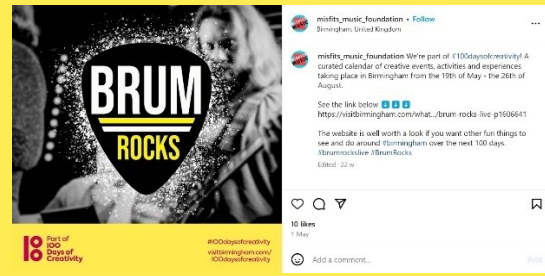 BRUM
ROCKS
Part of
100
Days of
Creativity
#100daysofcreativity
visitbirmingham.com/
100daysofcreativity
misfits_music_foundation • Follow
Birmingham, United Kingdom
misfits_music_foundation We're part of #100daysofcreativity! A
curated calendar of creative events, activities and experiences
taking place in Birmingham from the 19th of May - the 26th of
August.
See the link below
https://visitbirmingham.com/what.../brum-rocks-live-p1606641
The website is well worth a look if you want other fun things to
see and do around #birmingham over the next 100 days.
#brumrockslive #BrumRocks
Edited · 22 w
10 likes
1 May
Add a comment...
Post